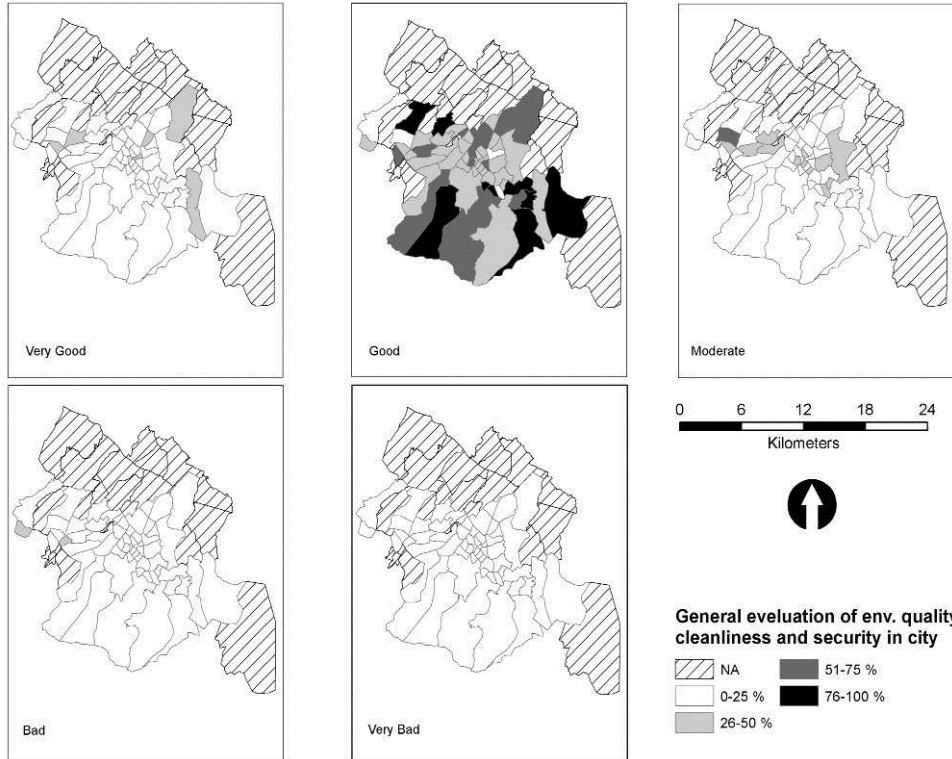 Very Good
Good
Moderate
Bad
Very Bad
0 6 12 18 24
Kilometers
General eveluation of env. quality
cleanliness and security in city
NA
51-75 %
0-25 %
76-100 %
26-50 %